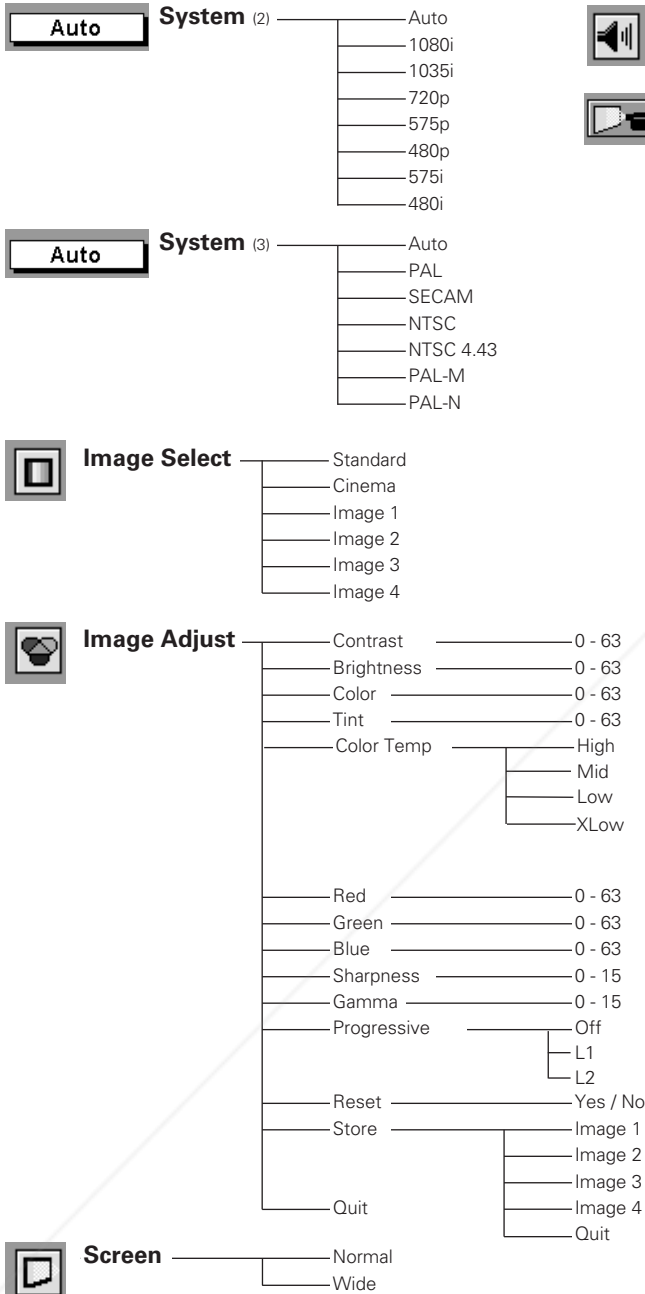 Auto System (2) Auto
1080i
1035i
720p
575p
480p
575i
480i
Auto System (3) Auto
PAL
SECAM
NTSC
NTSC 4.43
PAL-M
PAL-N
Image Select Standard
Cinema
Image 1
Image 2
Image 3
Image 4
Image Adjust Contrast 0 - 63
Brightness 0 - 63
Color 0 - 63
Tint 0 - 63
Color Temp High
Mid
Low
XLow
Red 0 - 63
Green 0 - 63
Blue 0 - 63
Sharpness 0 - 15
Gamma 0 - 15
Progressive Off
L1
L2
Reset Yes / No
Store Image 1
Image 2
Image 3
Quit Image 4
Quit
Screen Normal
Wide